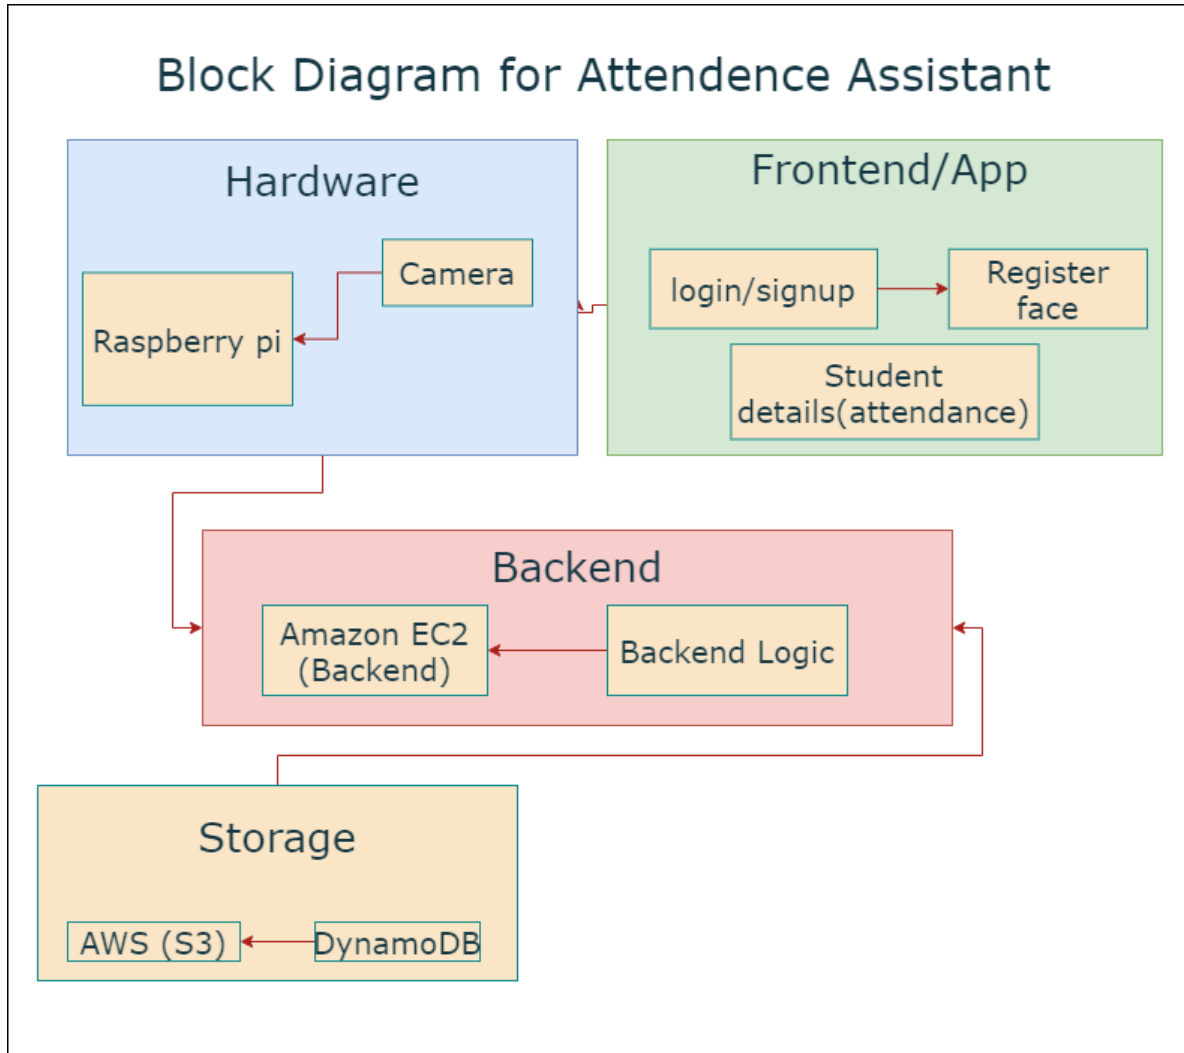 Block Diagram for Attendence Assistant
Hardware
Camera
Raspberry pi
Frontend/App
login/signup
Register
face
Student
details(attendance)
Backend
Amazon EC2
(Backend)
Backend Logic
Storage
AWS (S3)
DynamoDB